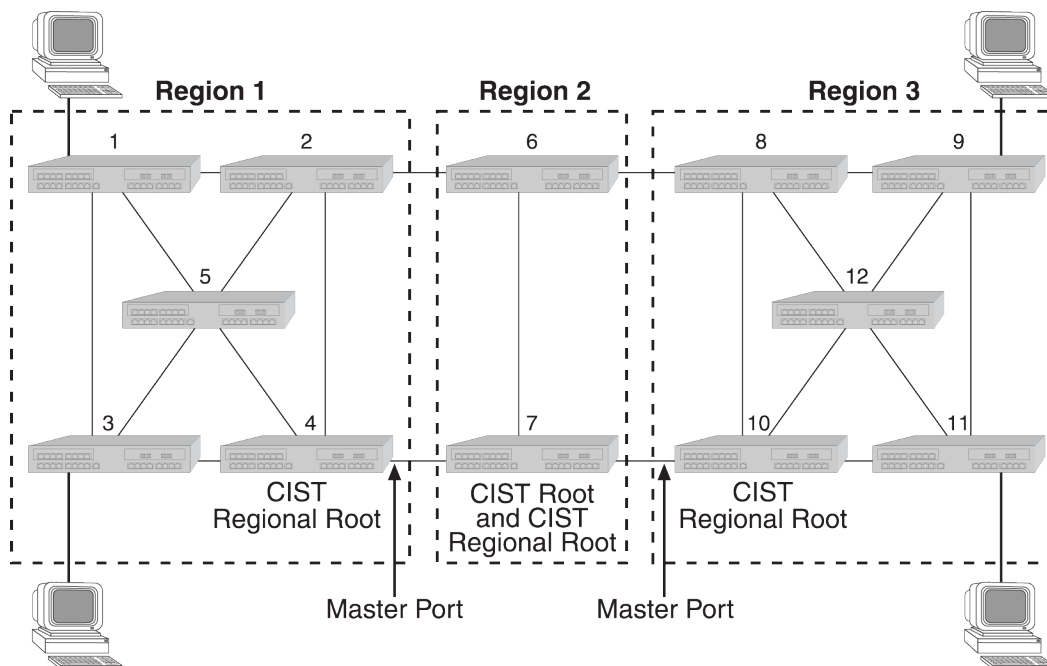 Region 1
Region 2
Region 3
1
2
6
8
9
5
12
3
4
7
10
11
CIST
Regional Root
CIST Root
and CIST
Regional Root
CIST
Regional Root
Master Port
Master Port